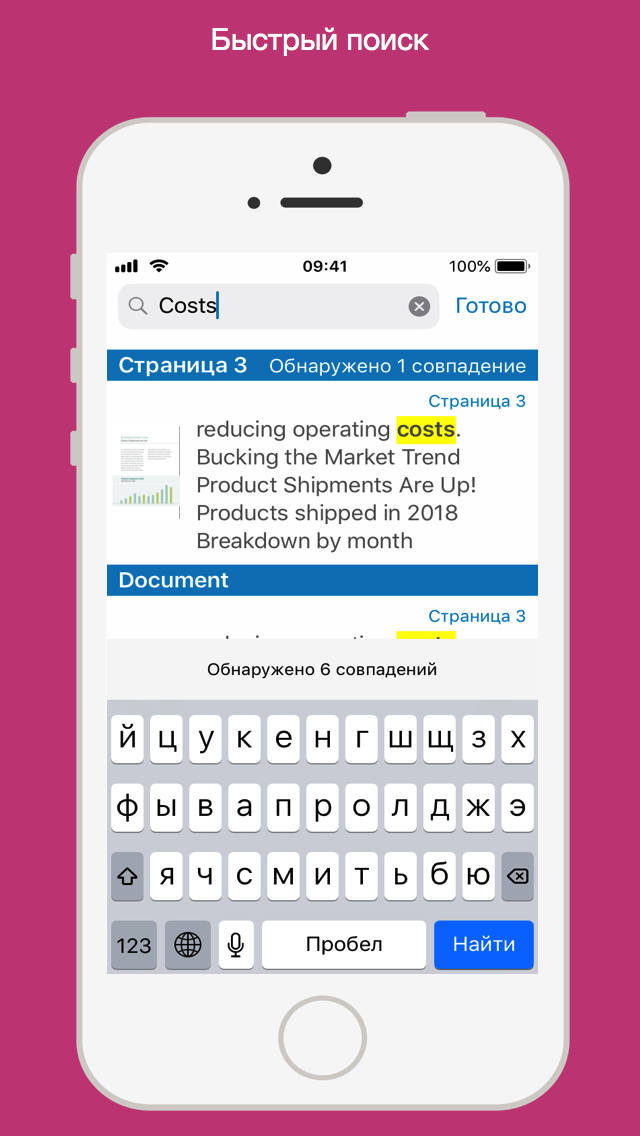 Быстрый поиск
09:41 100%
Costs Готово
Страница 3 Обнаружено 1 совпадение
Страница 3
reducing operating costs.
Bucking the Market Trend
Product Shipments Are Up!
Products shipped in 2018
Breakdown by month
Document
Страница 3
Обнаружено 6 совпадений
й ц у к е н г ш щ з х
ф ы в а п р о л д ж э
я ч с м и т ь б ю
123 Пробел Найти